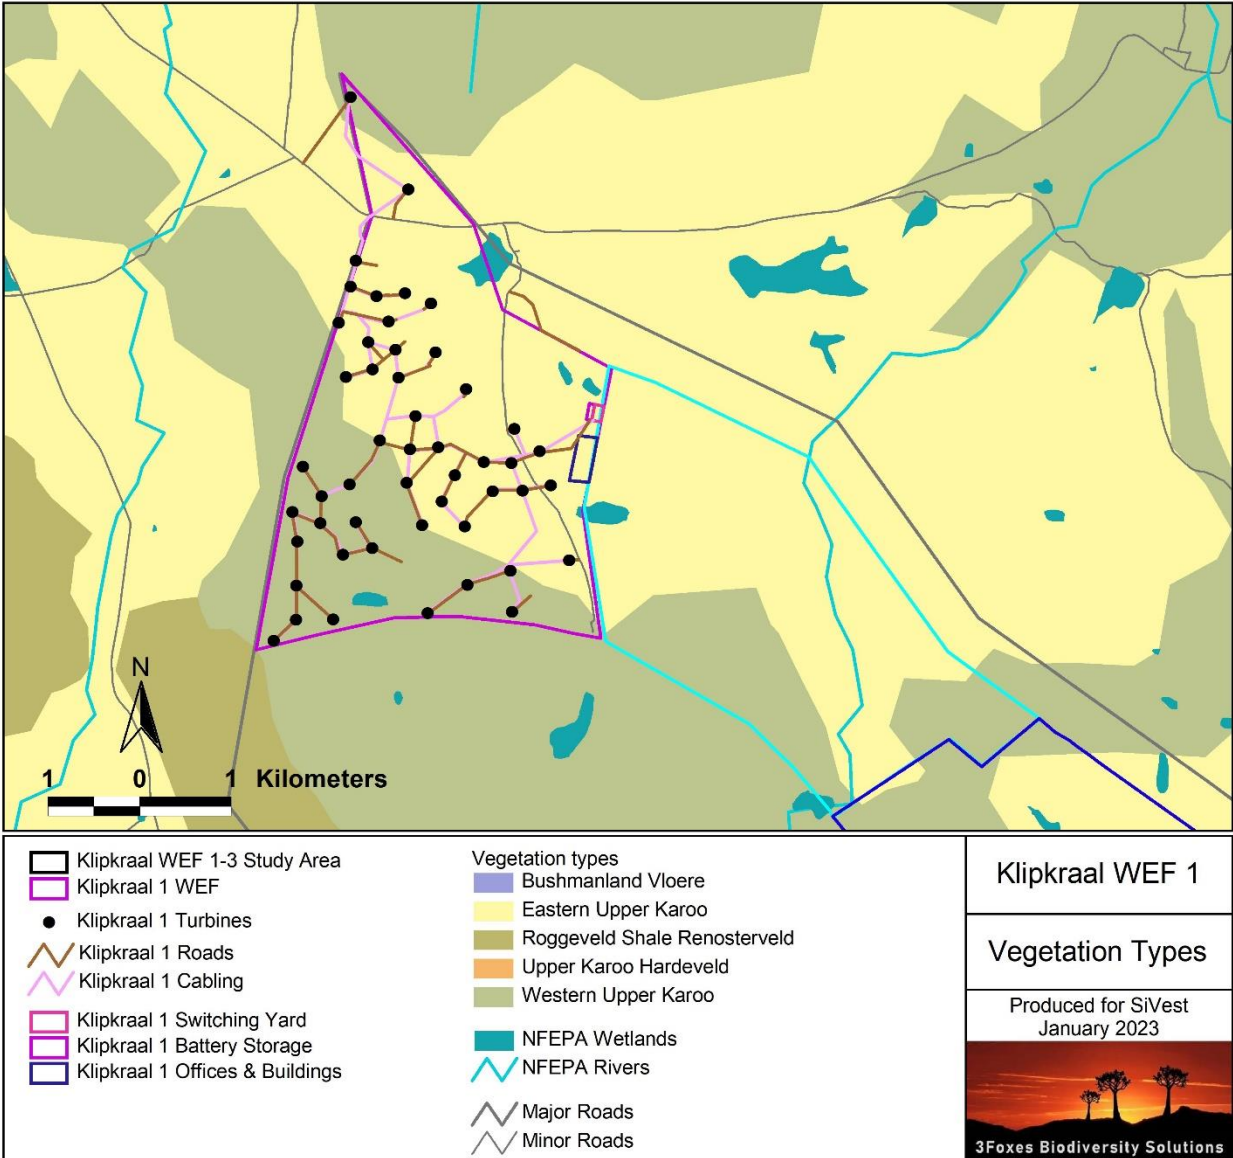 N
1 0 1 Kilometers
Klipkraal WEF 1-3 Study Area
Klipkraal 1 WEF
Klipkraal 1 Turbines
Klipkraal 1 Roads
Klipkraal 1 Cabling
Klipkraal 1 Switching Yard
Klipkraal 1 Battery Storage
Klipkraal 1 Offices & Buildings
Vegetation types
Bushmanland Vloere
Eastern Upper Karoo
Roggeveld Shale Renosterveld
Upper Karoo Hardeveld
Western Upper Karoo
NFEPA Wetlands
NFEPA Rivers
Major Roads
Minor Roads
Klipkraal WEF 1
Vegetation Types
Produced for SiVest
January 2023
3Foxes Biodiversity Solutions